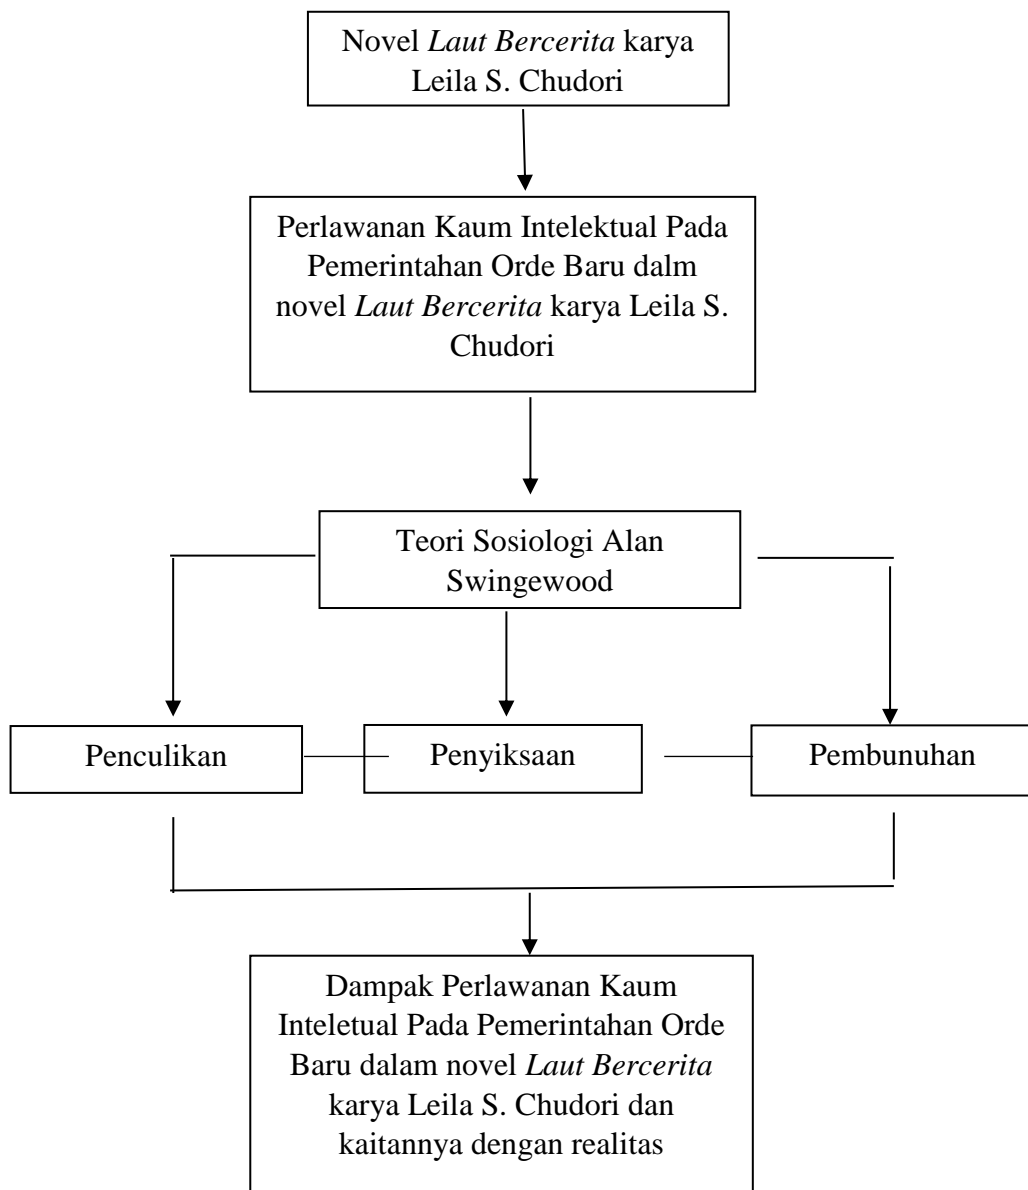 Novel Laut Bercerita karya
Leila S. Chudori
Perlawanan Kaum Intelektual Pada
Pemerintahan Orde Baru dalm
novel Laut Bercerita karya Leila S.
Chudori
Teori Sosiologi Alan
Swingewood
Penculikan
Penyiksaan
Pembunuhan
Dampak Perlawanan Kaum
Inteletual Pada Pemerintahan Orde
Baru dalam novel Laut Bercerita
karya Leila S. Chudori dan
kaitannya dengan realitas